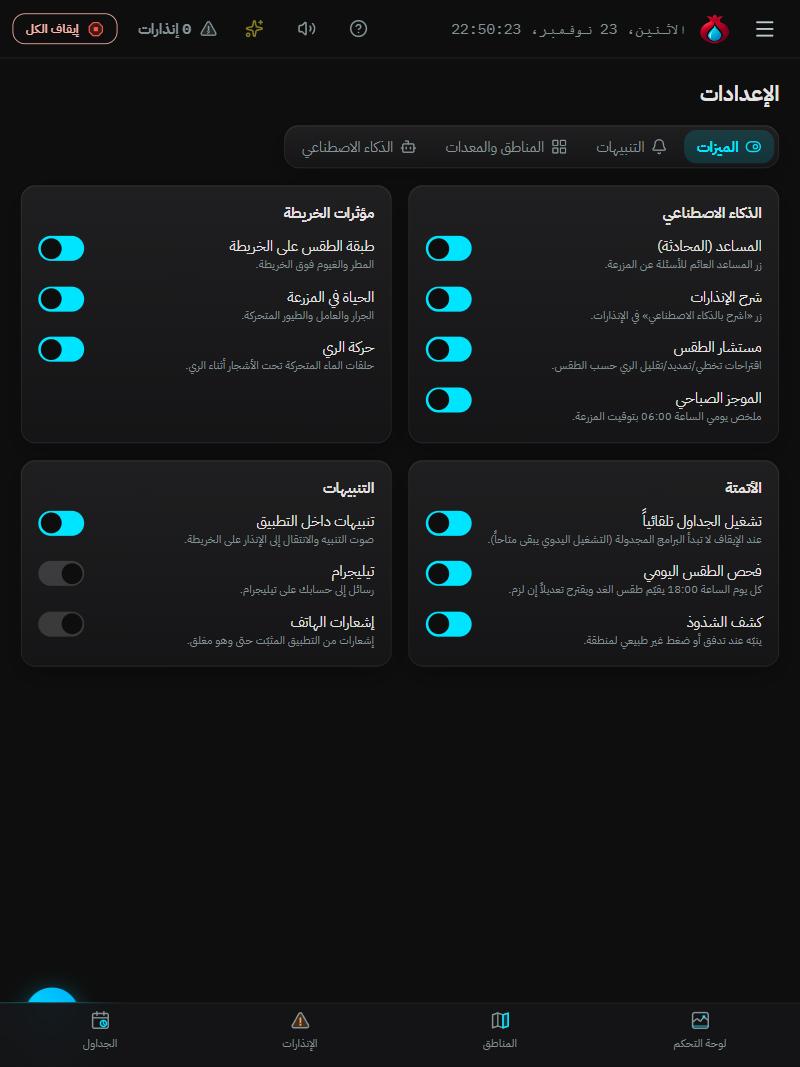 الاثنين، 23 نوفمبر، 22:50:23
0 إنذارات
إيقاف الكل
الإعدادات
الميزات
التنبيهات
المناطق والمعدات
الذكاء الاصطناعي
الذكاء الاصطناعي
المساعد (المحادثة)
زر المساعد العائم للأسئلة عن المزرعة.
شرح الإنذارات
زر «اشرح بالذكاء الاصطناعي» في الإنذارات.
مستشار الطقس
اقتراحات تخطي/تمديد/تقليل الري حسب الطقس.
الموجز الصباحي
ملخص يومي الساعة 06:00 بتوقيت المزرعة.
مؤثرات الخريطة
طبقة الطقس على الخريطة
المطر والغيوم فوق الخريطة.
الحياة في المزرعة
الجرار والعامل والطيور المتحركة.
حركة الري
حلقات الماء المتحركة تحت الأشجار أثناء الري.
الأتمتة
تشغيل الجداول تلقائياً
عند الإيقاف لا تبدأ البرامج المجدولة (التشغيل اليدوي يبقى متاحاً).
فحص الطقس اليومي
كل يوم الساعة 18:00 يقيّم طقس الغد ويقترح تعديلاً إن لزم.
كشف الشذوذ
ينبّه عند تدفق أو ضغط غير طبيعي لمنطقة.
التنبيهات
تنبيهات داخل التطبيق
صوت التنبيه والانتقال إلى الإنذار على الخريطة.
تيليجرام
رسائل إلى حسابك على تيليجرام.
إشعارات الهاتف
إشعارات من التطبيق المثبّت حتى وهو مغلق.
لوحة التحكم
المناطق
الإنذارات
الجداول